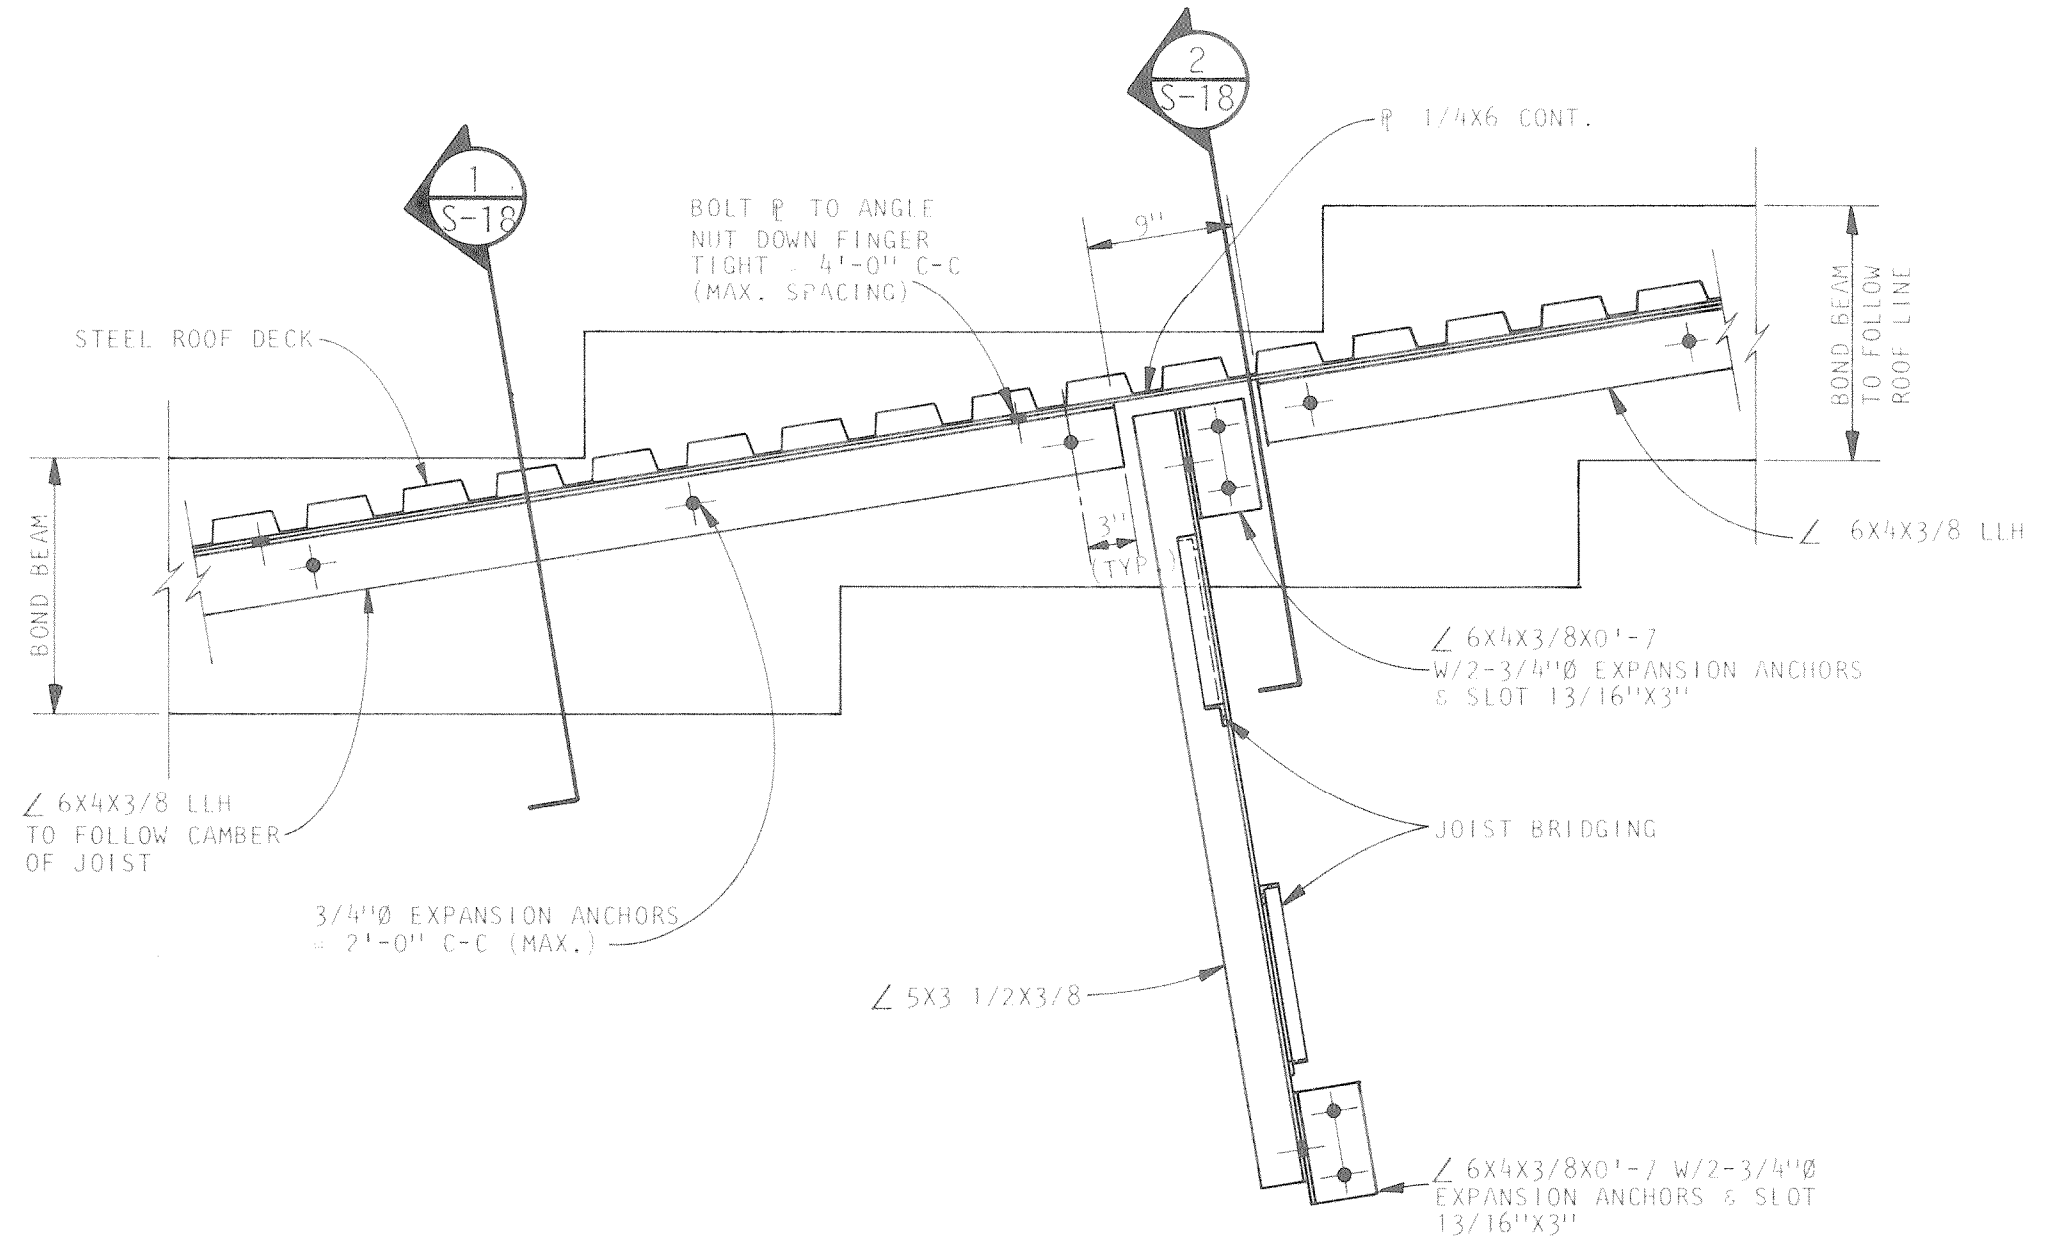 2
S-18
℄ 1/4X6 CONT.
1
S-18
BOLT ℄ TO ANGLE
NUT DOWN FINGER
TIGHT - 4'-0" C-C
(MAX. SPACING)
9"
STEEL ROOF DECK
BOND BEAM
TO FOLLOW
ROOF LINE
BOND BEAM
3"
(TYP.)
∠ 6X4X3/8 LLH
∠ 6X4X3/8X0'-7
W/2-3/4"Ø EXPANSION ANCHORS
& SLOT 13/16"X3"
∠ 6X4X3/8 LLH
TO FOLLOW CAMBER
OF JOIST
JOIST BRIDGING
3/4"Ø EXPANSION ANCHORS
= 2'-0" C-C (MAX.)
∠ 5X3 1/2X3/8
∠ 6X4X3/8X0'-7 W/2-3/4"Ø
EXPANSION ANCHORS & SLOT
13/16"X3"